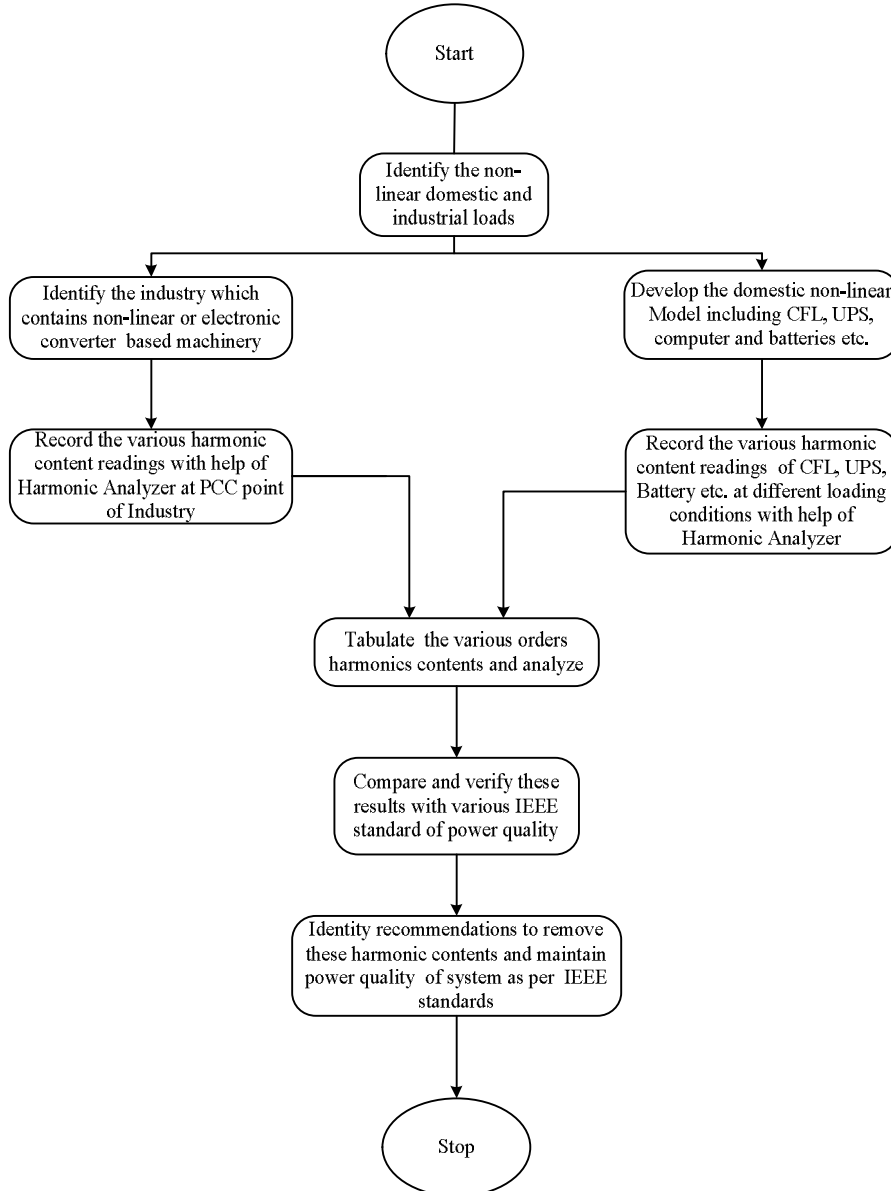 Start
Identify the non-
linear domestic and
industrial loads
Identify the industry which
contains non-linear or electronic
converter based machinery
Develop the domestic non-linear
Model including CFL, UPS,
computer and batteries etc.
Record the various harmonic
content readings with help of
Harmonic Analyzer at PCC point
of Industry
Record the various harmonic
content readings of CFL, UPS,
Battery etc. at different loading
conditions with help of
Harmonic Analyzer
Tabulate the various orders
harmonics contents and analyze
Compare and verify these
results with various IEEE
standard of power quality
Identity recommendations to remove
these harmonic contents and maintain
power quality of system as per IEEE
standards
Stop